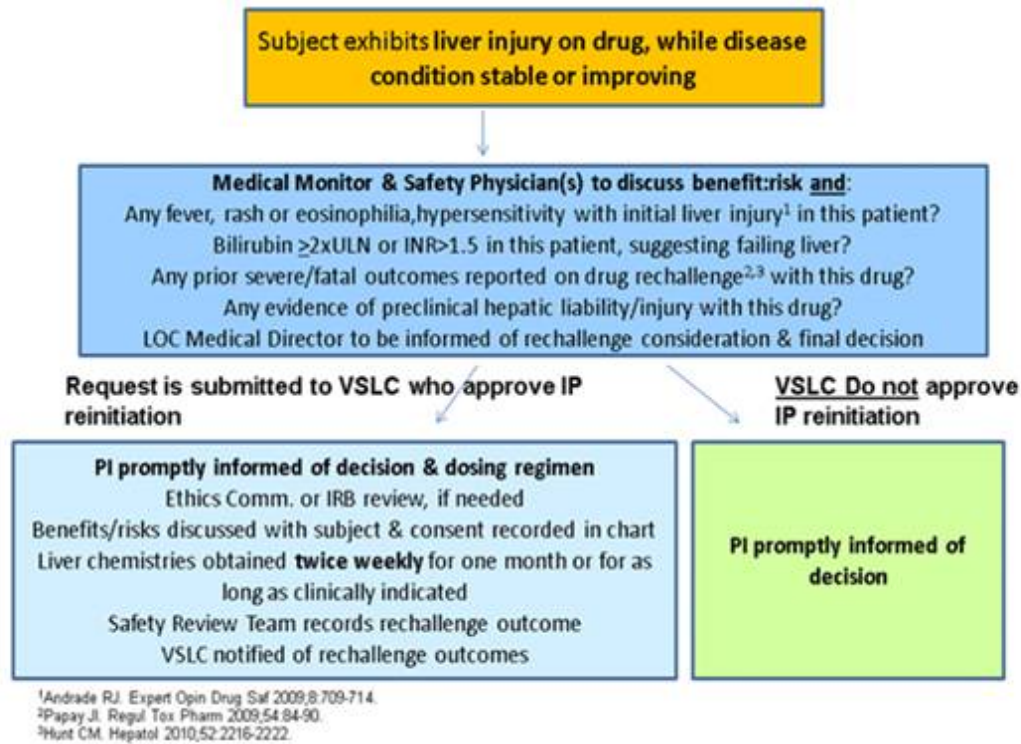 Subject exhibits liver injury on drug, while disease
condition stable or improving
Medical Monitor & Safety Physician(s) to discuss benefit:risk and:
Any fever, rash or eosinophilia,hypersensitivity with initial liver injury¹ in this patient?
Bilirubin ≥2xULN or INR>1.5 in this patient, suggesting failing liver?
Any prior severe/fatal outcomes reported on drug rechallenge²,³ with this drug?
Any evidence of preclinical hepatic liability/injury with this drug?
LOC Medical Director to be informed of rechallenge consideration & final decision
Request is submitted to VSLC who approve IP
reinitiation
VSLC Do not approve
IP reinitiation
PI promptly informed of decision & dosing regimen
Ethics Comm. or IRB review, if needed
Benefits/risks discussed with subject & consent recorded in chart
Liver chemistries obtained twice weekly for one month or for as
long as clinically indicated
Safety Review Team records rechallenge outcome
VSLC notified of rechallenge outcomes
PI promptly informed of
decision
¹Andrade RJ. Expert Opin Drug Saf 2009;8:709-714.
²Papay JI. Regul Tox Pharm 2009;54:84-90.
³Hunt CM. Hepatol 2010;52:2216-2222.